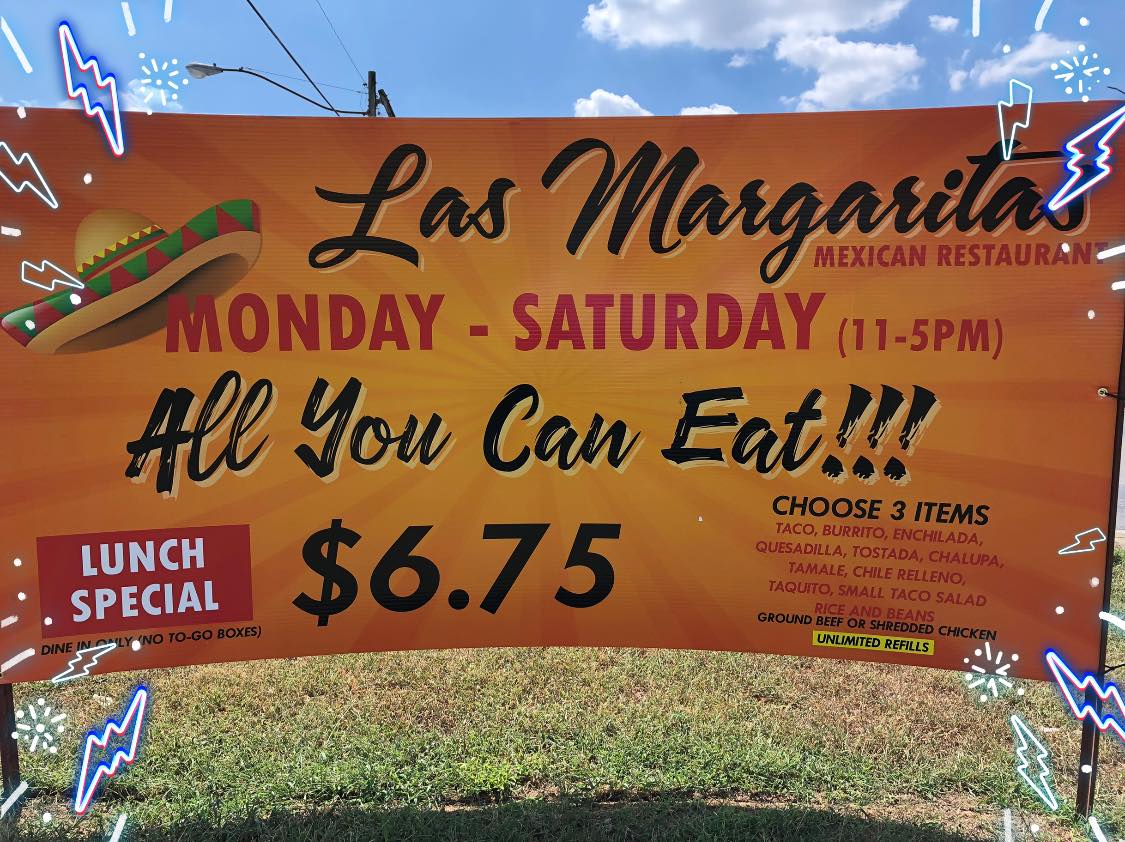 Las Margaritas
MEXICAN RESTAURANT
MONDAY - SATURDAY (11-5PM)
All You Can Eat!!!
LUNCH
SPECIAL
DINE IN ONLY (NO TO-GO BOXES)
$6.75
CHOOSE 3 ITEMS
TACO, BURRITO, ENCHILADA,
QUESADILLA, TOSTADA, CHALUPA,
TAMALE, CHILE RELLENO,
TAQUITO, SMALL TACO SALAD
RICE AND BEANS
GROUND BEEF OR SHREDDED CHICKEN
UNLIMITED REFILLS